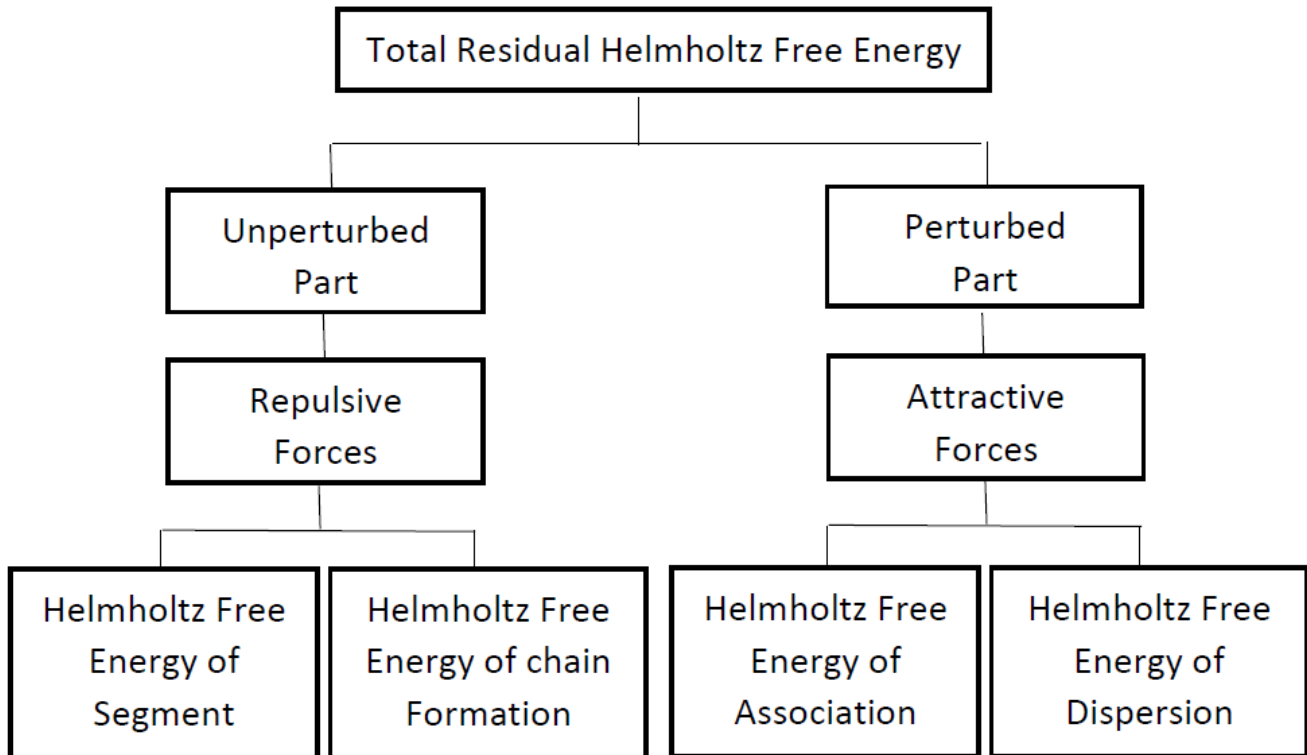 Total Residual Helmholtz Free Energy
Unperturbed
Part
Perturbed
Part
Repulsive
Forces
Attractive
Forces
Helmholtz Free
Energy of
Segment
Helmholtz Free
Energy of chain
Formation
Helmholtz Free
Energy of
Association
Helmholtz Free
Energy of
Dispersion